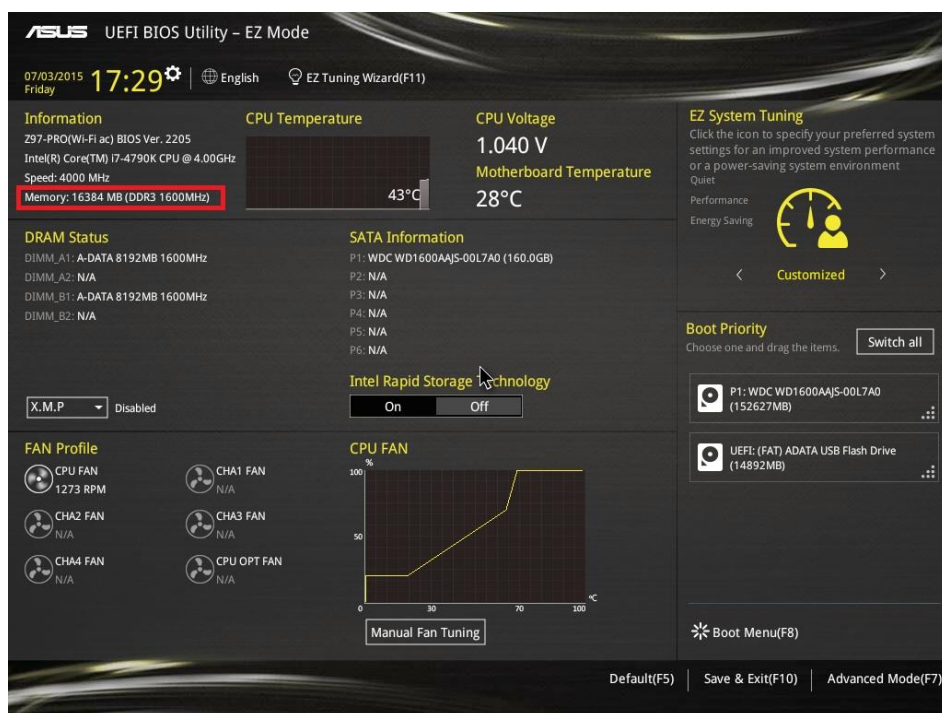 ASUS UEFI BIOS Utility – EZ Mode
07/03/2015
Friday
17:29
English
EZ Tuning Wizard(F11)
Information
Z97-PRO(Wi-Fi ac) BIOS Ver. 2205
Intel(R) Core(TM) i7-4790K CPU @ 4.00GHz
Speed: 4000 MHz
Memory: 16384 MB (DDR3 1600MHz)
CPU Temperature
43°C
CPU Voltage
1.040 V
Motherboard Temperature
28°C
EZ System Tuning
Click the icon to specify your preferred system
settings for an improved system performance
or a power-saving system environment
Quiet
Performance
Energy Saving
< Customized >
DRAM Status
DIMM_A1: A-DATA 8192MB 1600MHz
DIMM_A2: N/A
DIMM_B1: A-DATA 8192MB 1600MHz
DIMM_B2: N/A
X.M.P Disabled
SATA Information
P1: WDC WD1600AAJS-00L7A0 (160.0GB)
P2: N/A
P3: N/A
P4: N/A
P5: N/A
P6: N/A
Intel Rapid Storage Technology
On Off
Boot Priority
Choose one and drag the items.
Switch all
P1: WDC WD1600AAJS-00L7A0
(152627MB)
UEFI: (FAT) ADATA USB Flash Drive
(14892MB)
FAN Profile
CPU FAN
1273 RPM
CHA1 FAN
N/A
CHA2 FAN
N/A
CHA3 FAN
N/A
CHA4 FAN
N/A
CPU OPT FAN
N/A
CPU FAN
%
100
50
0 30 70 100
°C
Manual Fan Tuning
Boot Menu(F8)
Default(F5) Save & Exit(F10) Advanced Mode(F7)